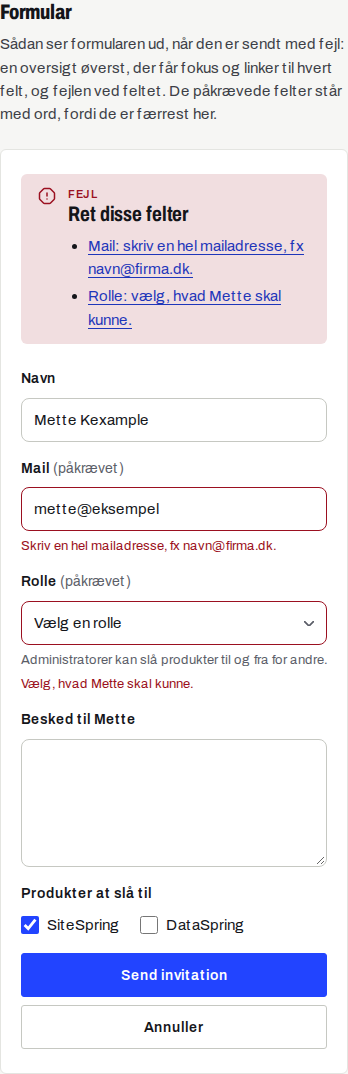 Formular
Sådan ser formularen ud, når den er sendt med fejl:
en oversigt øverst, der får fokus og linker til hvert
felt, og fejlen ved feltet. De påkrævede felter står
med ord, fordi de er færrest her.
FEJL
Ret disse felter
Mail: skriv en hel mailadresse, fx
navn@firma.dk.
Rolle: vælg, hvad Mette skal
kunne.
Navn
Mette Kexample
Mail (påkrævet)
mette@eksempel
Skriv en hel mailadresse, fx navn@firma.dk.
Rolle (påkrævet)
Vælg en rolle
Administratorer kan slå produkter til og fra for andre.
Vælg, hvad Mette skal kunne.
Besked til Mette
Produkter at slå til
SiteSpring DataSpring
Send invitation
Annuller